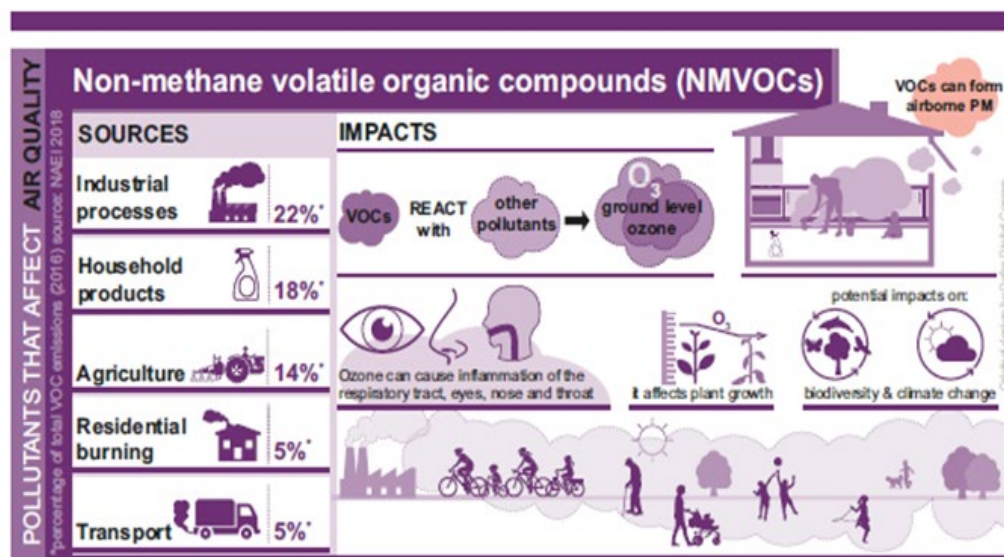 POLLUTANTS THAT AFFECT AIR QUALITY
*percentage of total VOC emissions (2016) source: NAEI 2018
Non-methane volatile organic compounds (NMVOCs)
SOURCES
Industrial
processes
22%*
Household
products
18%*
Agriculture
14%*
Residential
burning
5%*
Transport
5%*
IMPACTS
VOCs
REACT
with
other
pollutants
O3
ground level
ozone
VOCs can form
airborne PM
Ozone can cause inflammation of the
respiratory tract, eyes, nose and throat
O3
it affects plant growth
potential impacts on:
biodiversity & climate change